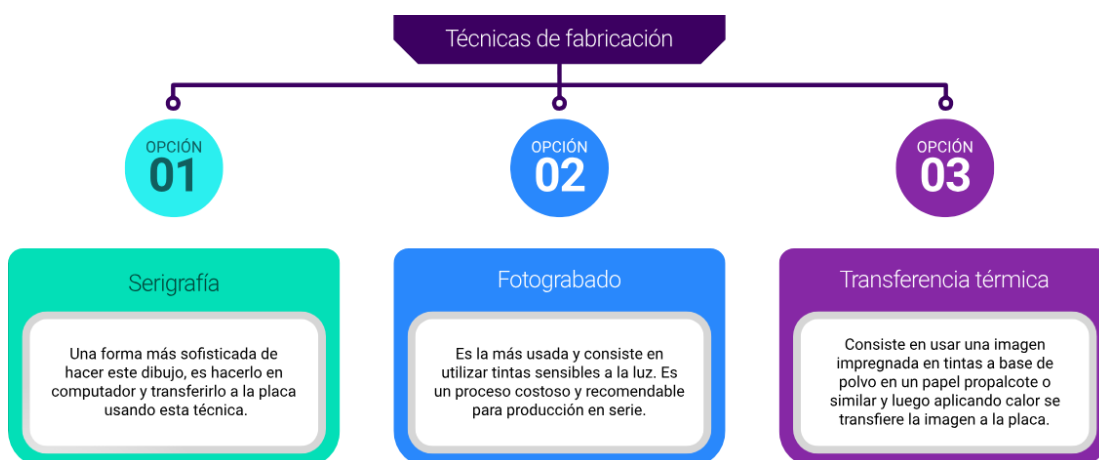 Técnicas de fabricación
OPCIÓN
01
OPCIÓN
02
OPCIÓN
03
Serigrafía
Una forma más sofisticada de
hacer este dibujo, es hacerlo en
computador y transferirlo a la placa
usando esta técnica.
Fotograbado
Es la más usada y consiste en
utilizar tintas sensibles a la luz. Es
un proceso costoso y recomendable
para producción en serie.
Transferencia térmica
Consiste en usar una imagen
impregnada en tintas a base de
polvo en un papel propalcote o
similar y luego aplicando calor se
transfiere la imagen a la placa.